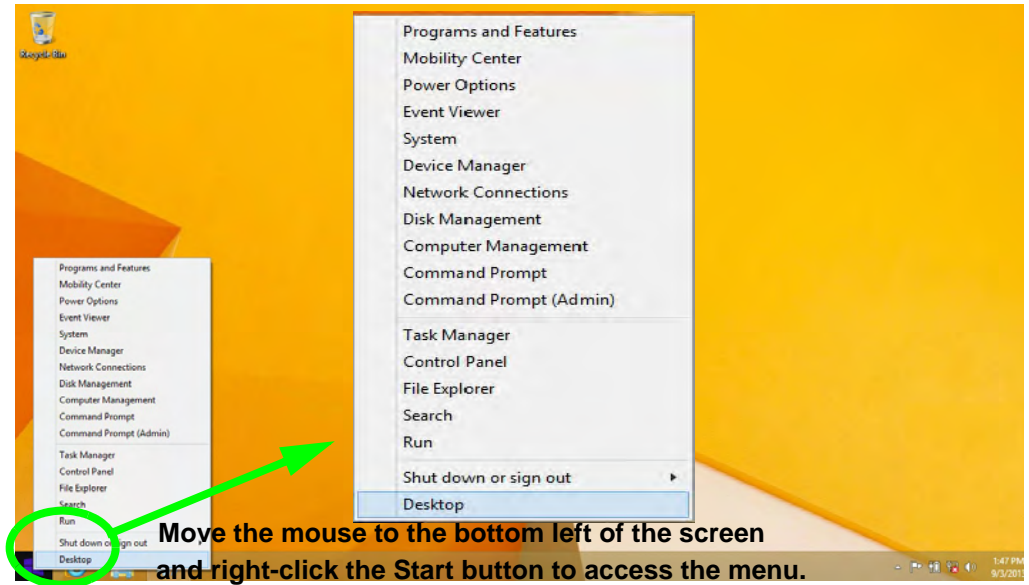 Recycle Bin
Programs and Features
Mobility Center
Power Options
Event Viewer
System
Device Manager
Network Connections
Disk Management
Computer Management
Command Prompt
Command Prompt (Admin)
Task Manager
Control Panel
File Explorer
Search
Run
Shut down or sign out
Desktop
Programs and Features
Mobility Center
Power Options
Event Viewer
System
Device Manager
Network Connections
Disk Management
Computer Management
Command Prompt
Command Prompt (Admin)
Task Manager
Control Panel
File Explorer
Search
Run
Shut down or sign out
Desktop
Move the mouse to the bottom left of the screen
and right-click the Start button to access the menu.
1:47 PM